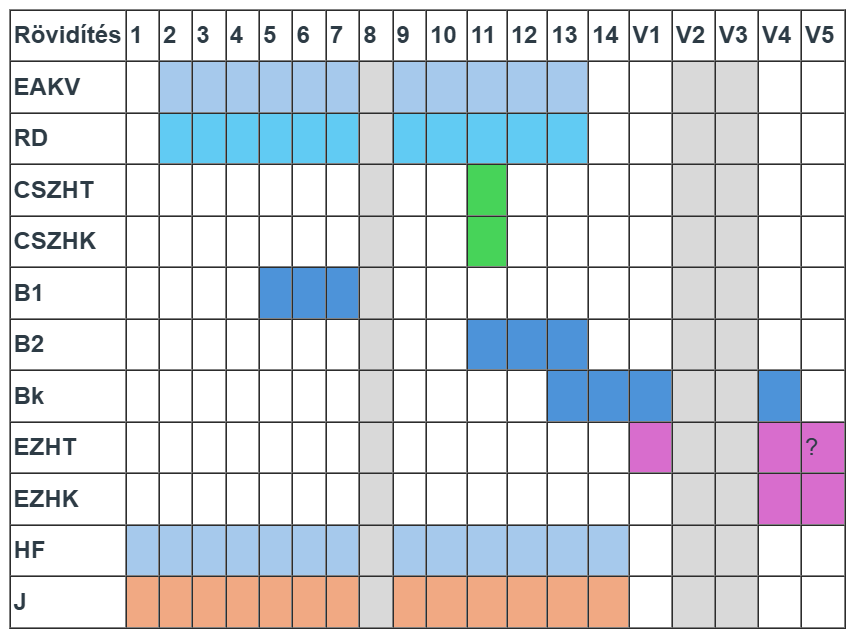 Rövidítés 1 2 3 4 5 6 7 8 9 10 11 12 13 14 V1 V2 V3 V4 V5
EAKV
RD
CSZHT
CSZHK
B1
B2
Bk
EZHT ?
EZHK
HF
J